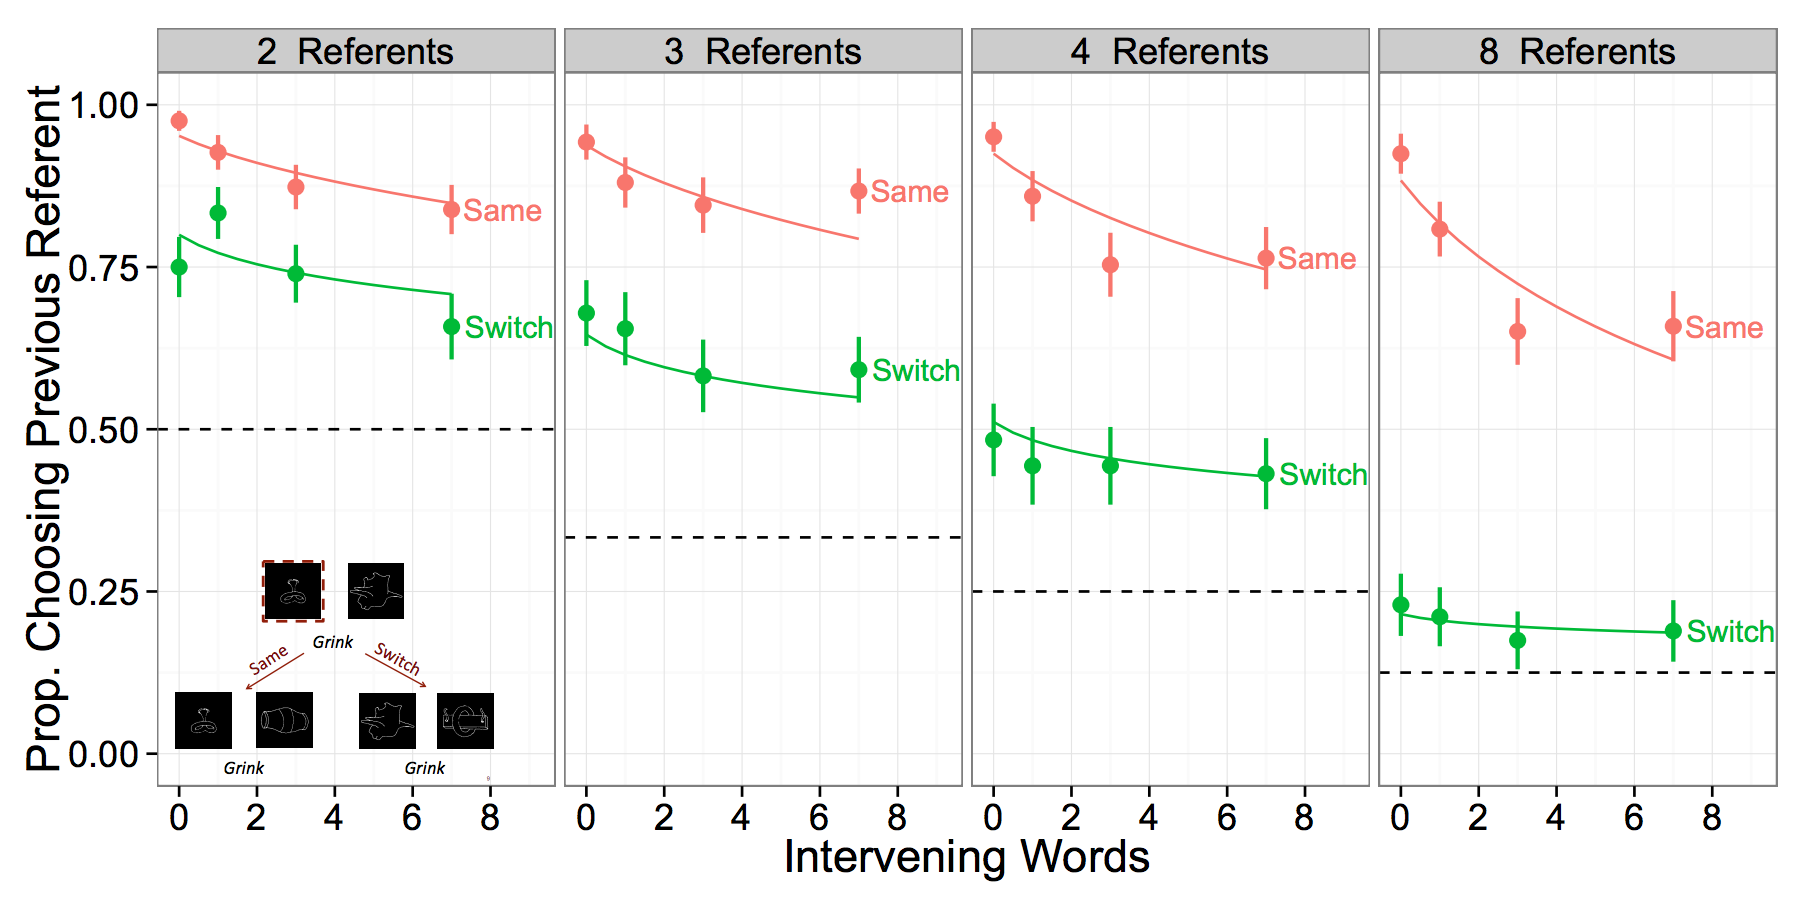 2 Referents
3 Referents
4 Referents
8 Referents
Prop. Choosing Previous Referent
1.00
0.75
0.50
0.25
0.00
Same
Switch
Same
Switch
Same
Switch
Same
Switch
Grink
Same
Switch
Grink
Grink
9
0 2 4 6 8
0 2 4 6 8
0 2 4 6 8
0 2 4 6 8
Intervening Words